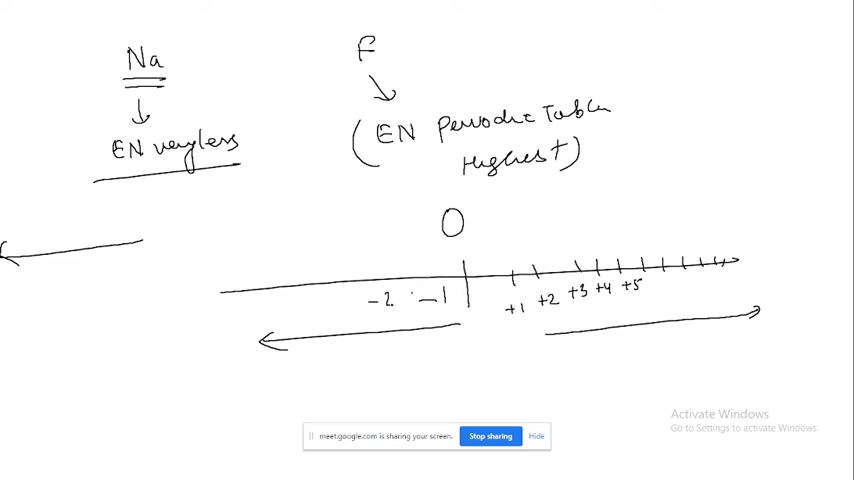 Na
F
EN very less
(EN Periodic Table
Highest)
0
-2 -1 +1 +2 +3 +4 +5
meet.google.com is sharing your screen. Stop sharing Hide
Activate Windows
Go to Settings to activate Windows.